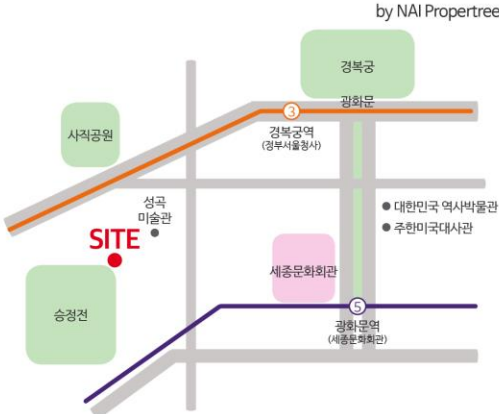 by NAI Propertree
경복궁
광화문
3
경복궁역
(정부서울청사)
사직공원
성곡
미술관
대한민국 역사박물관
주한미국대사관
SITE
세종문화회관
승정전
5
광화문역
(세종문화회관)